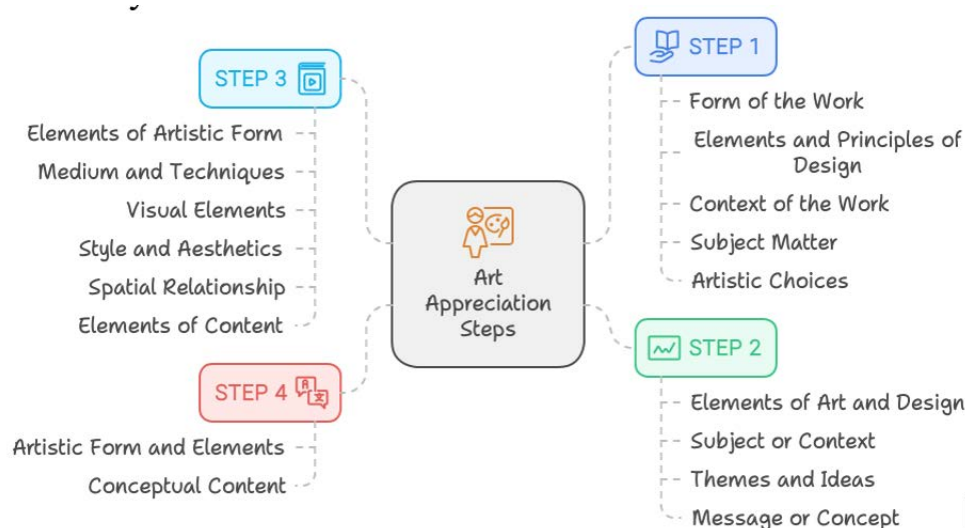 Art
Appreciation
Steps
STEP 1
Form of the Work
Elements and Principles of
Design
Context of the Work
Subject Matter
Artistic Choices
STEP 2
Elements of Art and Design
Subject or Context
Themes and Ideas
Message or Concept
STEP 3
Elements of Artistic Form
Medium and Techniques
Visual Elements
Style and Aesthetics
Spatial Relationship
Elements of Content
STEP 4
Artistic Form and Elements
Conceptual Content